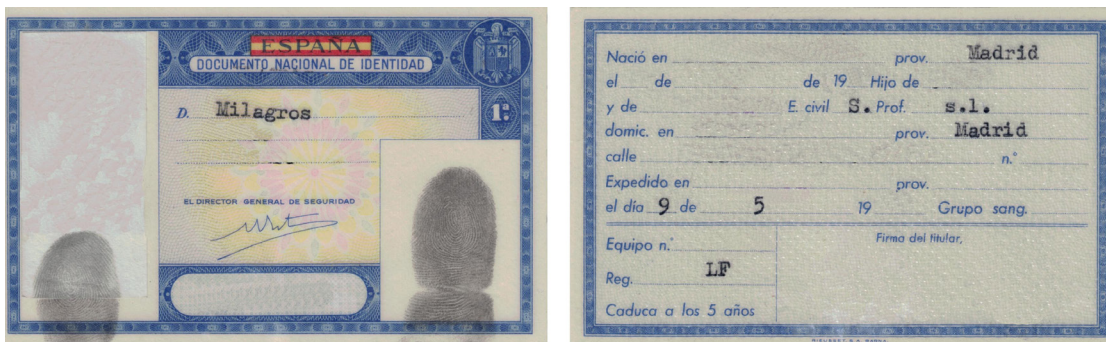 ESPAÑA
DOCUMENTO NACIONAL DE IDENTIDAD
1ª
D. Milagros
EL DIRECTOR GENERAL DE SEGURIDAD
Nació en prov. Madrid
el de de 19 Hijo de
y de E. civil S. Prof. s.l.
domic. en prov. Madrid
calle n.º
Expedido en prov.
el día 9 de 5 19 Grupo sang.
Equipo n.º
Firma del titular,
Reg. LF
Caduca a los 5 años